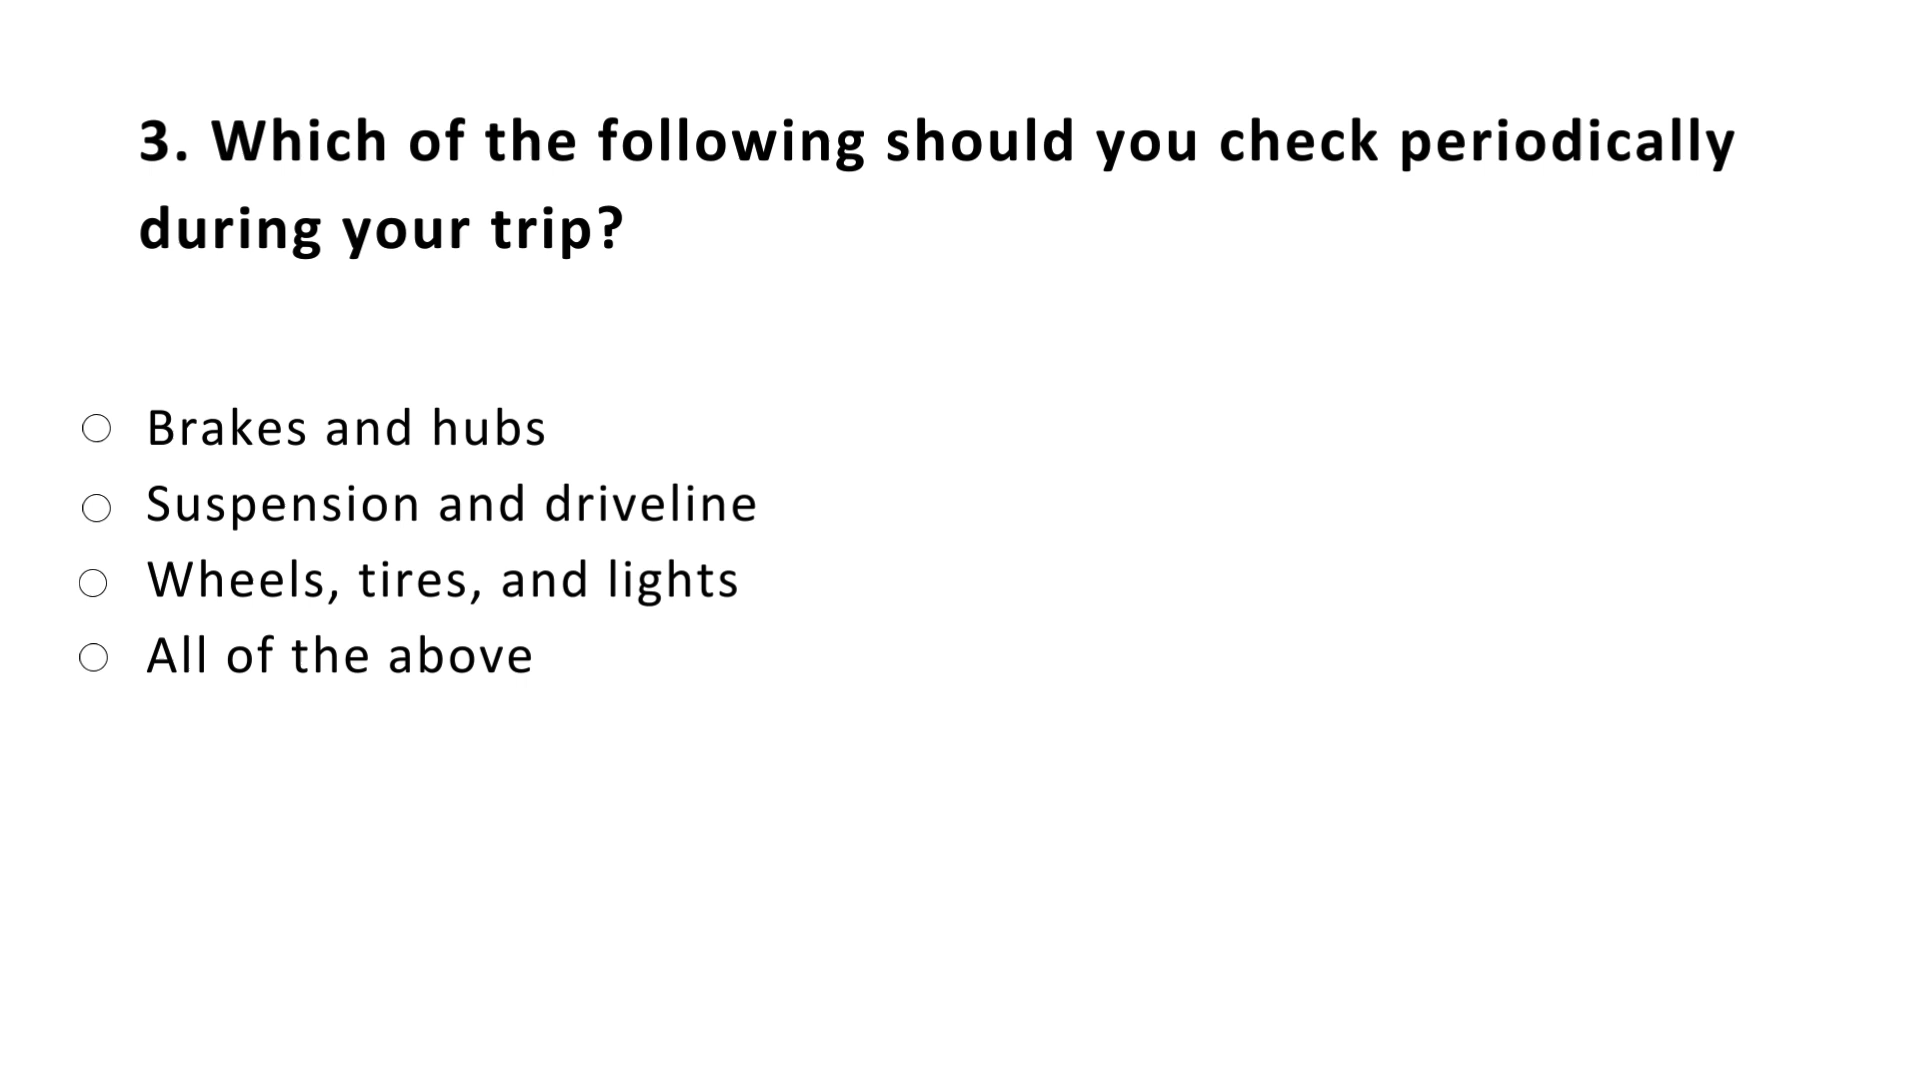 3. Which of the following should you check periodically
during your trip?
Brakes and hubs
Suspension and driveline
Wheels, tires, and lights
All of the above